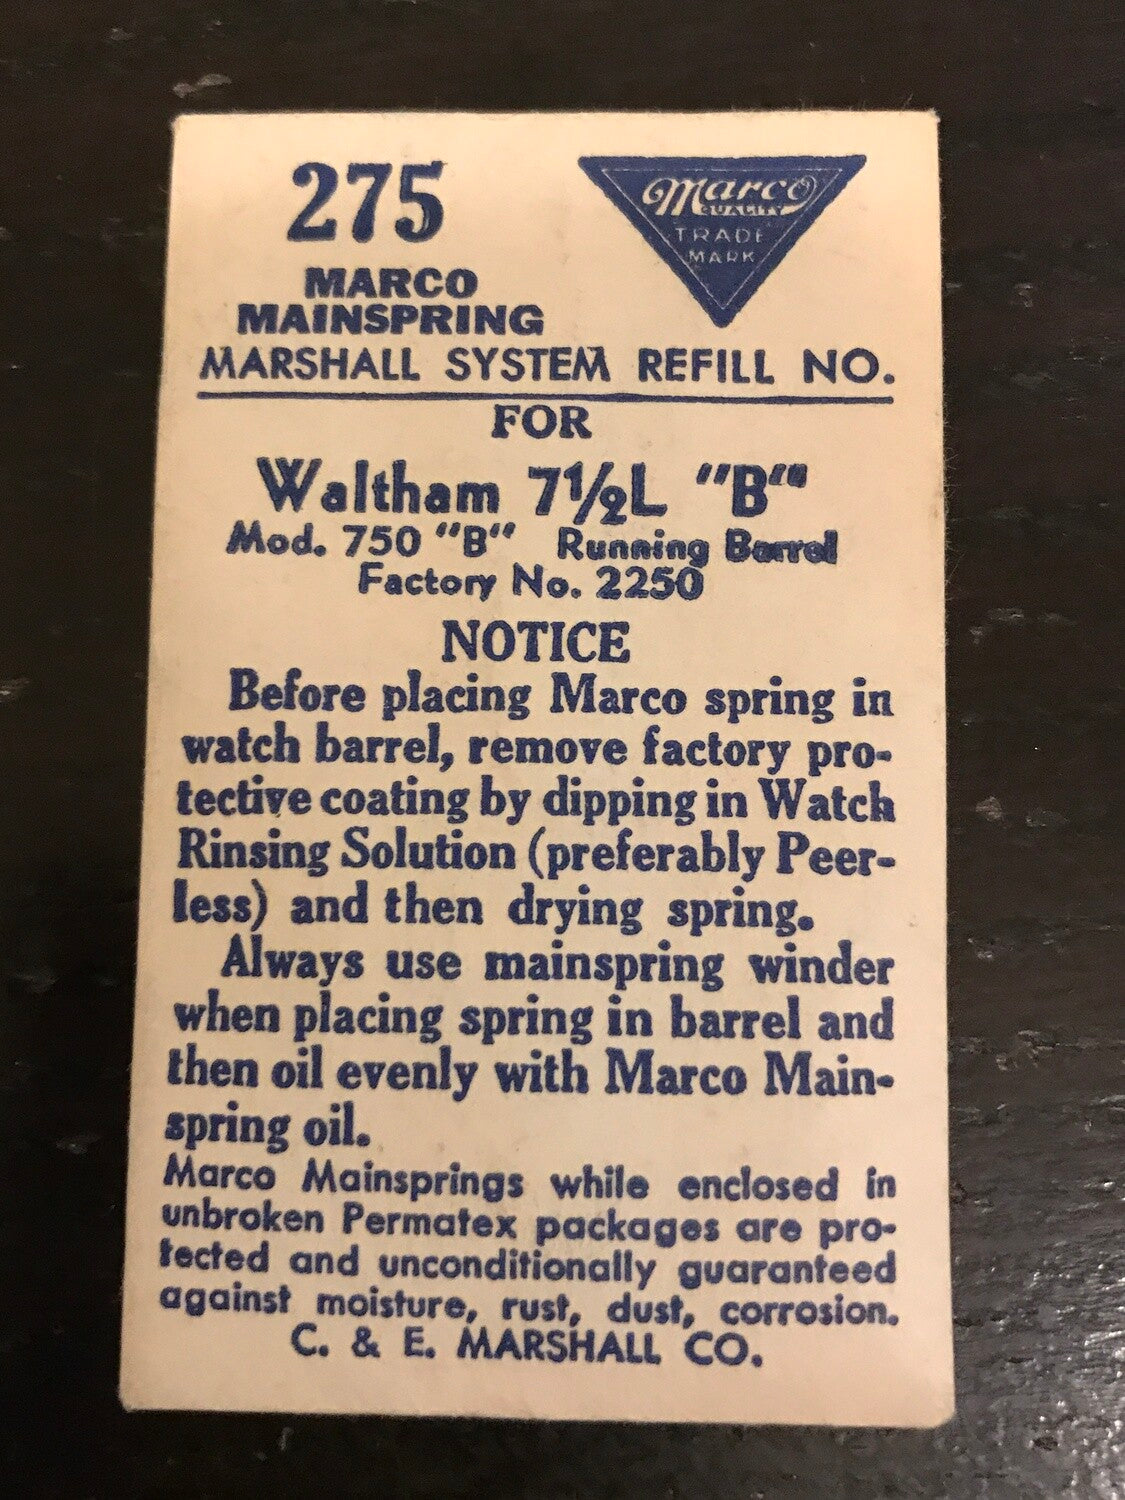 275
Marco
QUALITY
TRADE
MARK
MARCO
MAINSPRING
MARSHALL SYSTEM REFILL NO.
FOR
Waltham 7½L "B"
Mod. 750 "B" Running Barrel
Factory No. 2250
NOTICE
Before placing Marco spring in
watch barrel, remove factory pro-
tective coating by dipping in Watch
Rinsing Solution (preferably Peer-
less) and then drying spring.
Always use mainspring winder
when placing spring in barrel and
then oil evenly with Marco Main-
spring oil.
Marco Mainsprings while enclosed in
unbroken Permatex packages are pro-
tected and unconditionally guaranteed
against moisture, rust, dust, corrosion.
C. & E. MARSHALL CO.